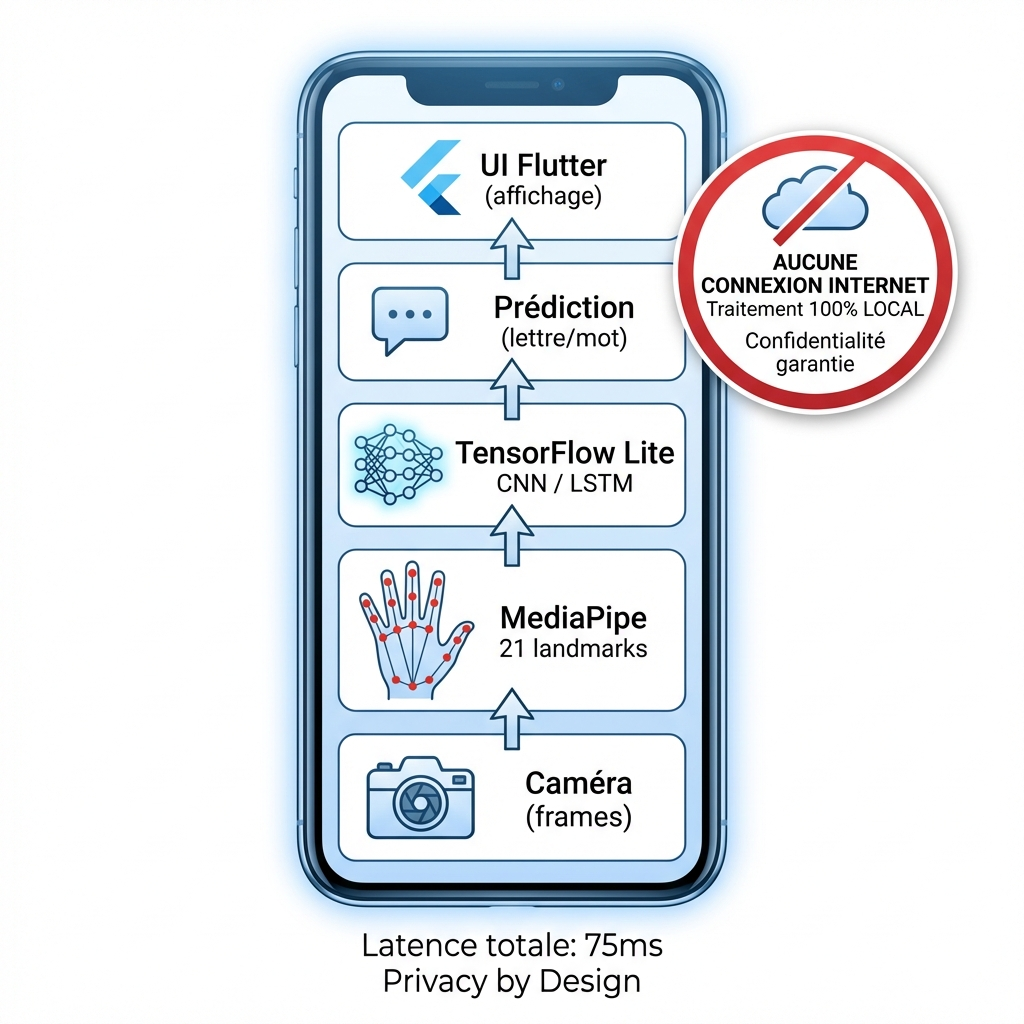 UI Flutter
(affichage)
Prédiction
(lettre/mot)
TensorFlow Lite
CNN / LSTM
MediaPipe
21 landmarks
Caméra
(frames)
AUCUNE
CONNEXION INTERNET
Traitement 100% LOCAL
Confidentialité
garantie
Latence totale: 75ms
Privacy by Design